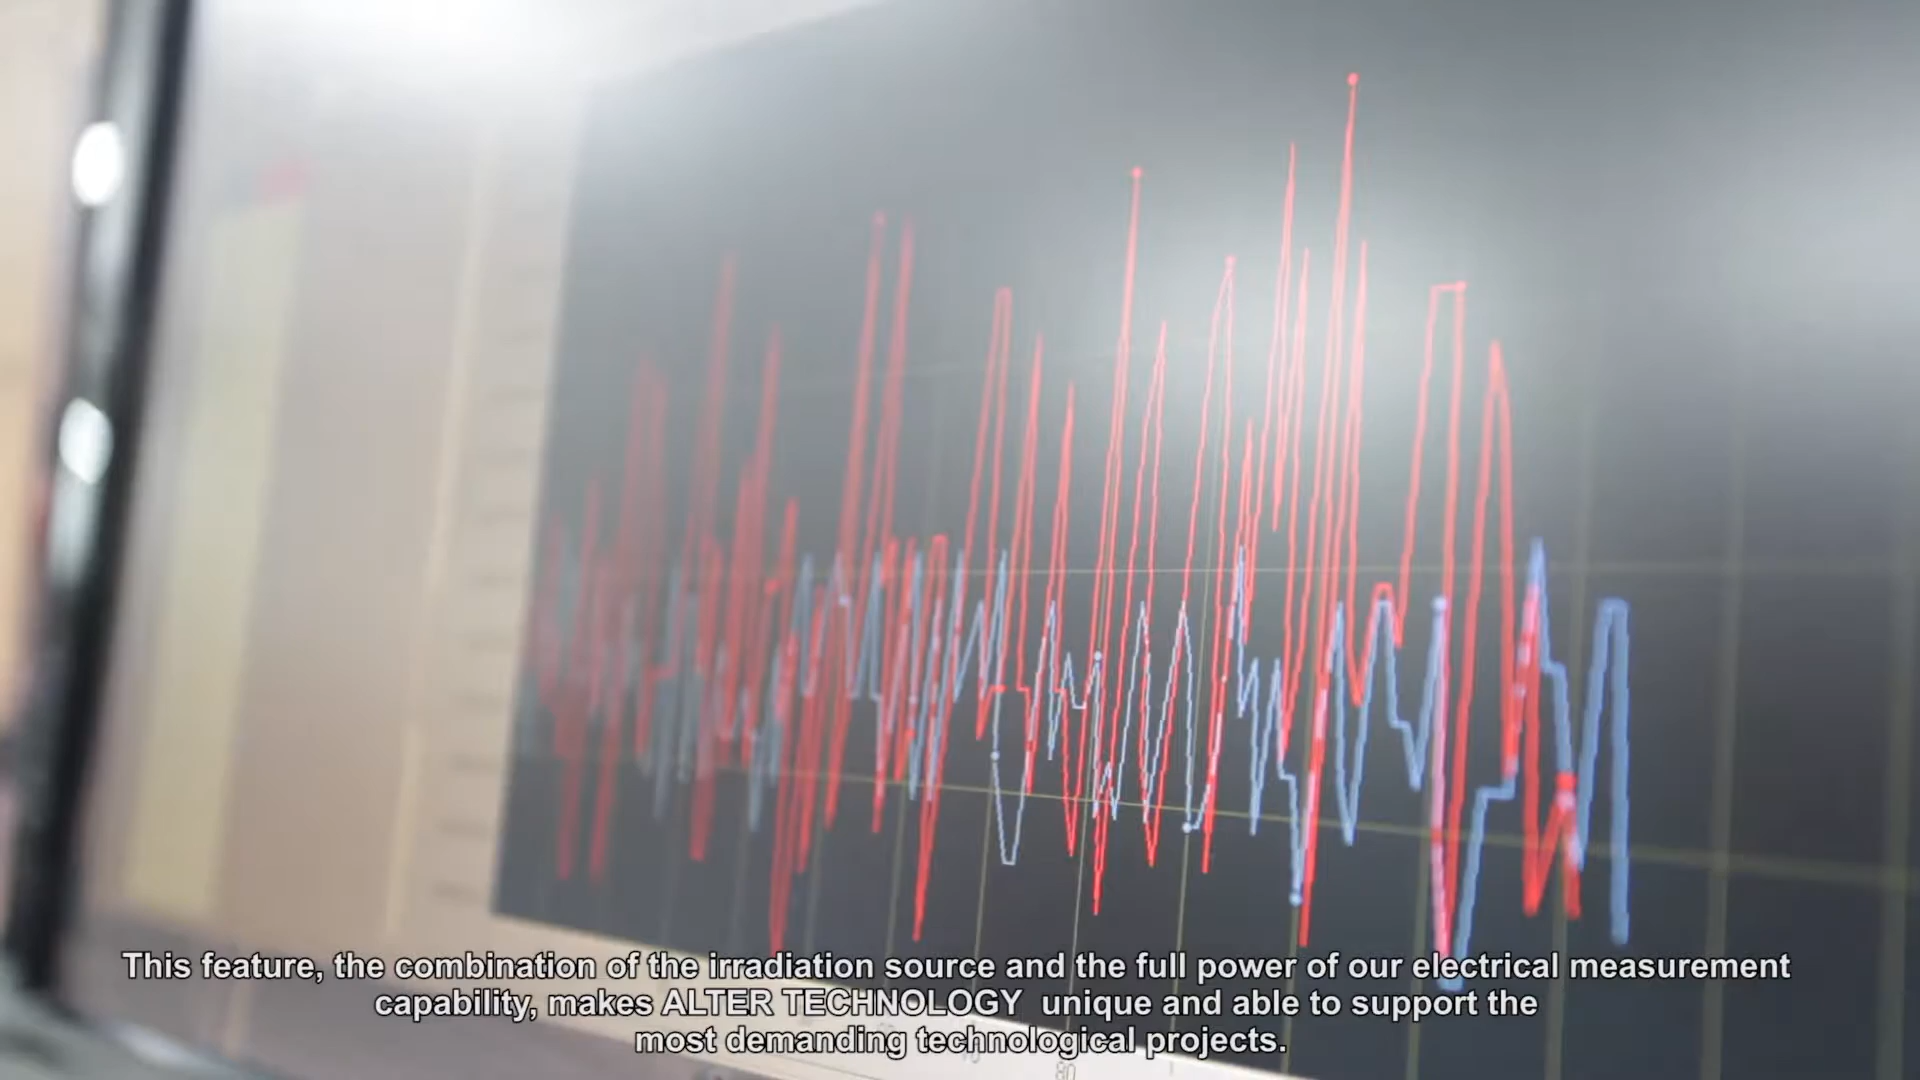 This feature, the combination of the irradiation source and the full power of our electrical measurement
capability, makes ALTER TECHNOLOGY unique and able to support the
most demanding technological projects.
80